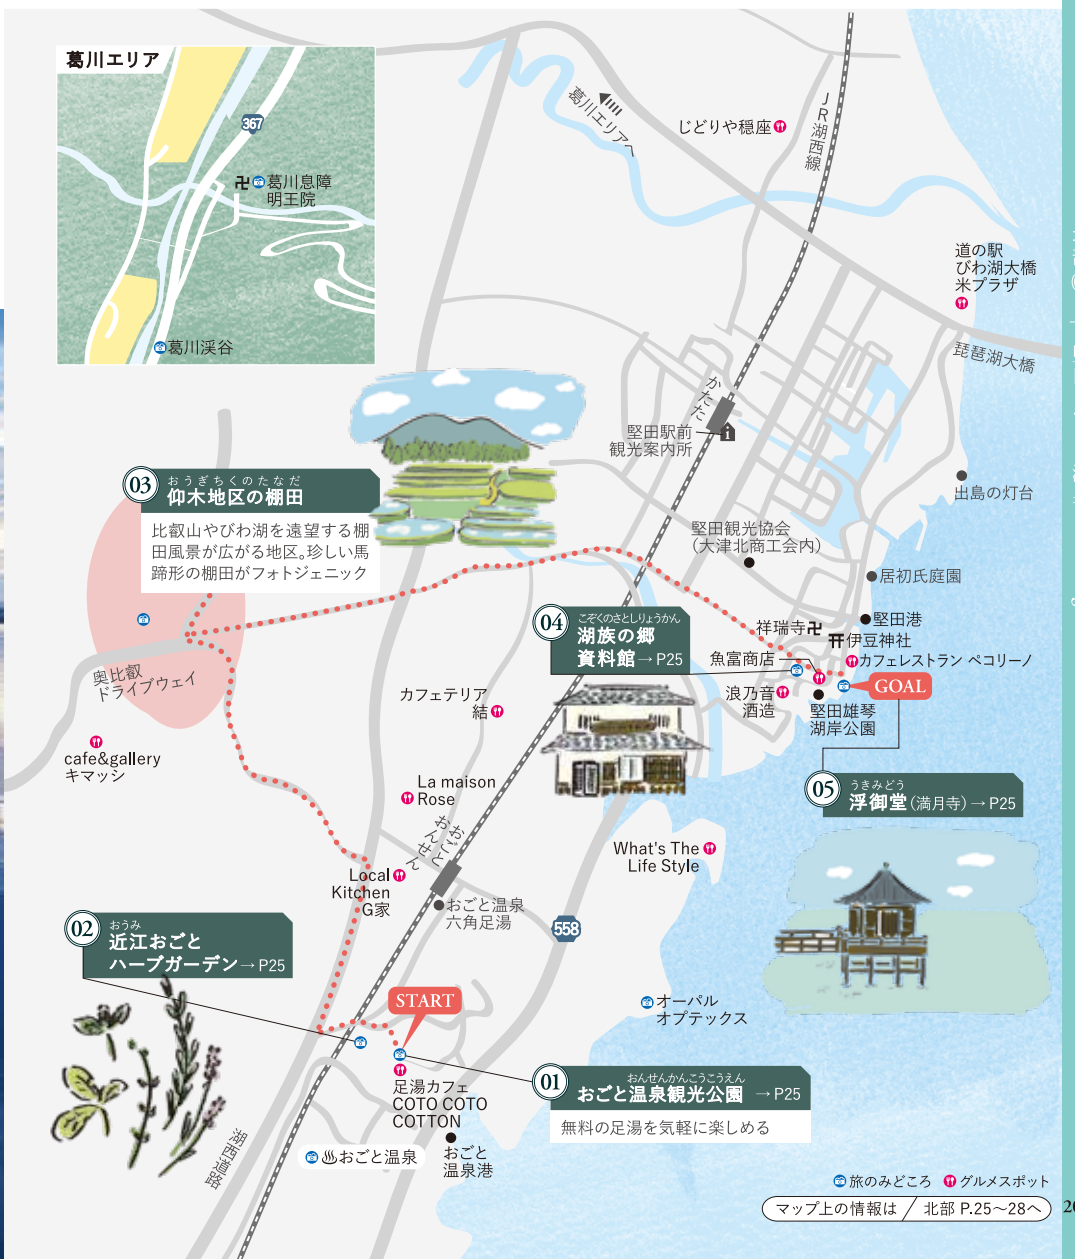 葛川エリア
367
葛川息障
明王院
葛川渓谷
葛川エリアへ
じどりや穏座
JR湖西線
道の駅
びわ湖大橋
米プラザ
琵琶湖大橋
かたた
堅田駅前
観光案内所
出島の灯台
03
おうぎちくのたなだ
仰木地区の棚田
比叡山やびわ湖を遠望する棚
田風景が広がる地区。珍しい馬
蹄形の棚田がフォトジェニック
堅田観光協会
(大津北商工会内)
居初氏庭園
堅田港
祥瑞寺
伊豆神社
04
こぞくのさとしりょうかん
湖族の郷
資料館→P25
魚富商店
カフェレストラン ペコリーノ
GOAL
浪乃音
酒造
堅田雄琴
湖岸公園
奥比叡
ドライブウェイ
カフェテリア
結
cafe&gallery
キマッシ
La maison
Rose
05
うきみどう
浮御堂(満月寺)→P25
おごと
おんせん
What's The
Life Style
Local
Kitchen
G家
おごと温泉
六角足湯
558
02
おうみ
近江おごと
ハーブガーデン→P25
START
オーパル
オプテックス
01
おんせんかんこうこうえん
おごと温泉観光公園 →P25
無料の足湯を気軽に楽しめる
足湯カフェ
COTO COTO
COTTON
おごと温泉
おごと
温泉港
湖西道路
旅のみどころ グルメスポット
マップ上の情報は / 北部 P.25〜28へ